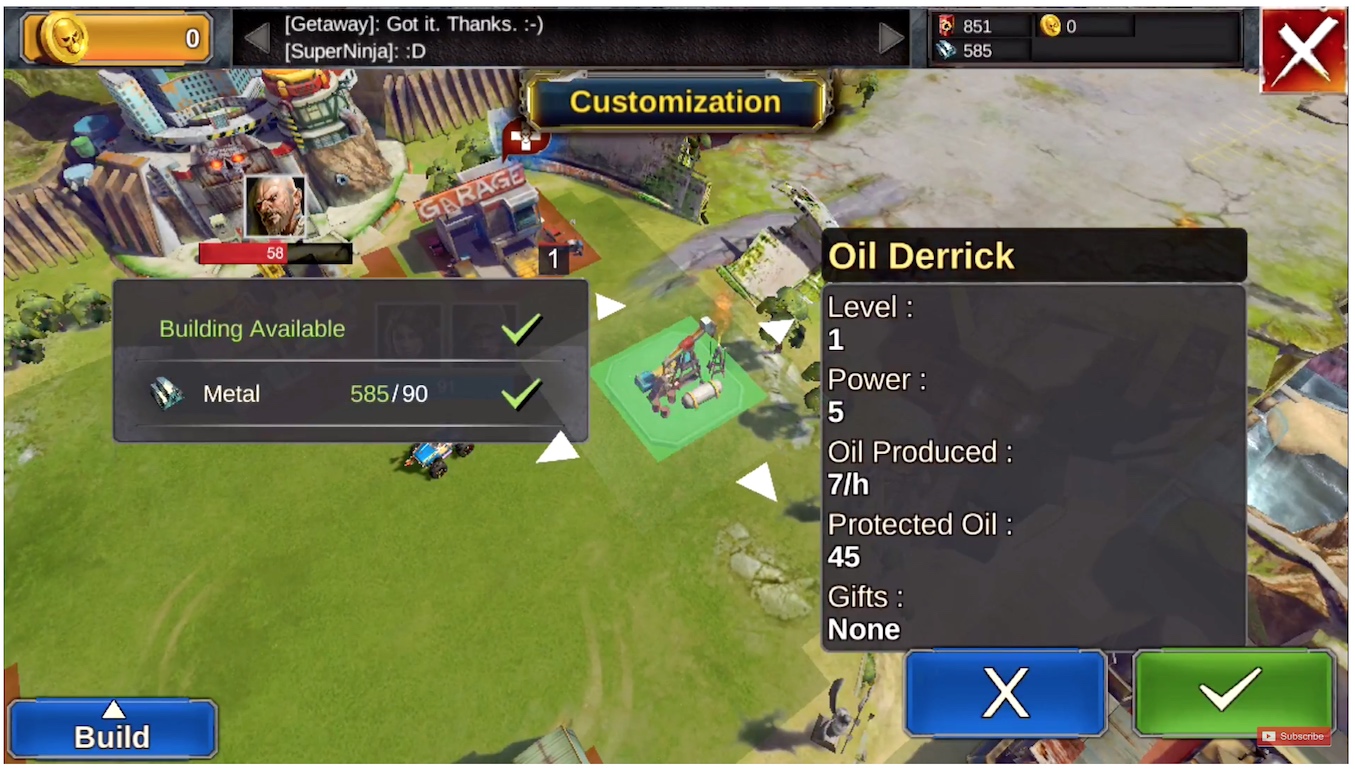 0
[Getaway]: Got it. Thanks. :-)
[SuperNinja]: :D
851
0
585
Customization
GARAGE
58
1
Building Available
Metal 585/90
Oil Derrick
Level :
1
Power :
5
Oil Produced :
7/h
Protected Oil :
45
Gifts :
None
X
Build
Subscribe